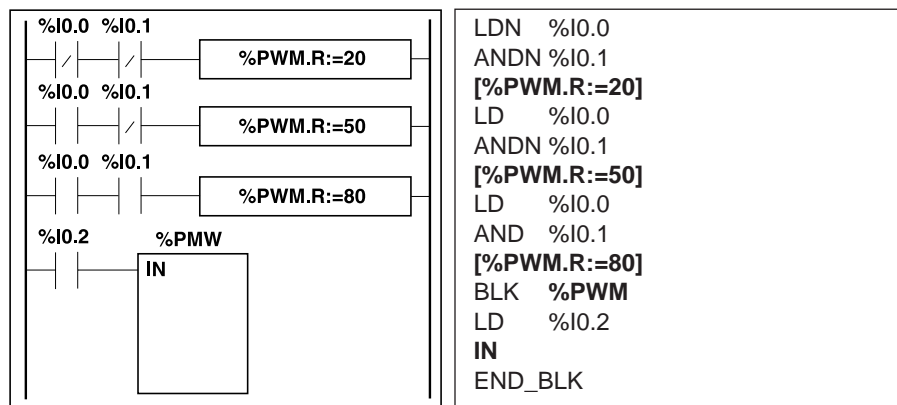 %I0.0 %I0.1
%PWM.R:=20
%I0.0 %I0.1
%PWM.R:=50
%I0.0 %I0.1
%PWM.R:=80
%I0.2 %PMW
IN
LDN %I0.0
ANDN %I0.1
[%PWM.R:=20]
LD %I0.0
ANDN %I0.1
[%PWM.R:=50]
LD %I0.0
AND %I0.1
[%PWM.R:=80]
BLK %PWM
LD %I0.2
IN
END_BLK